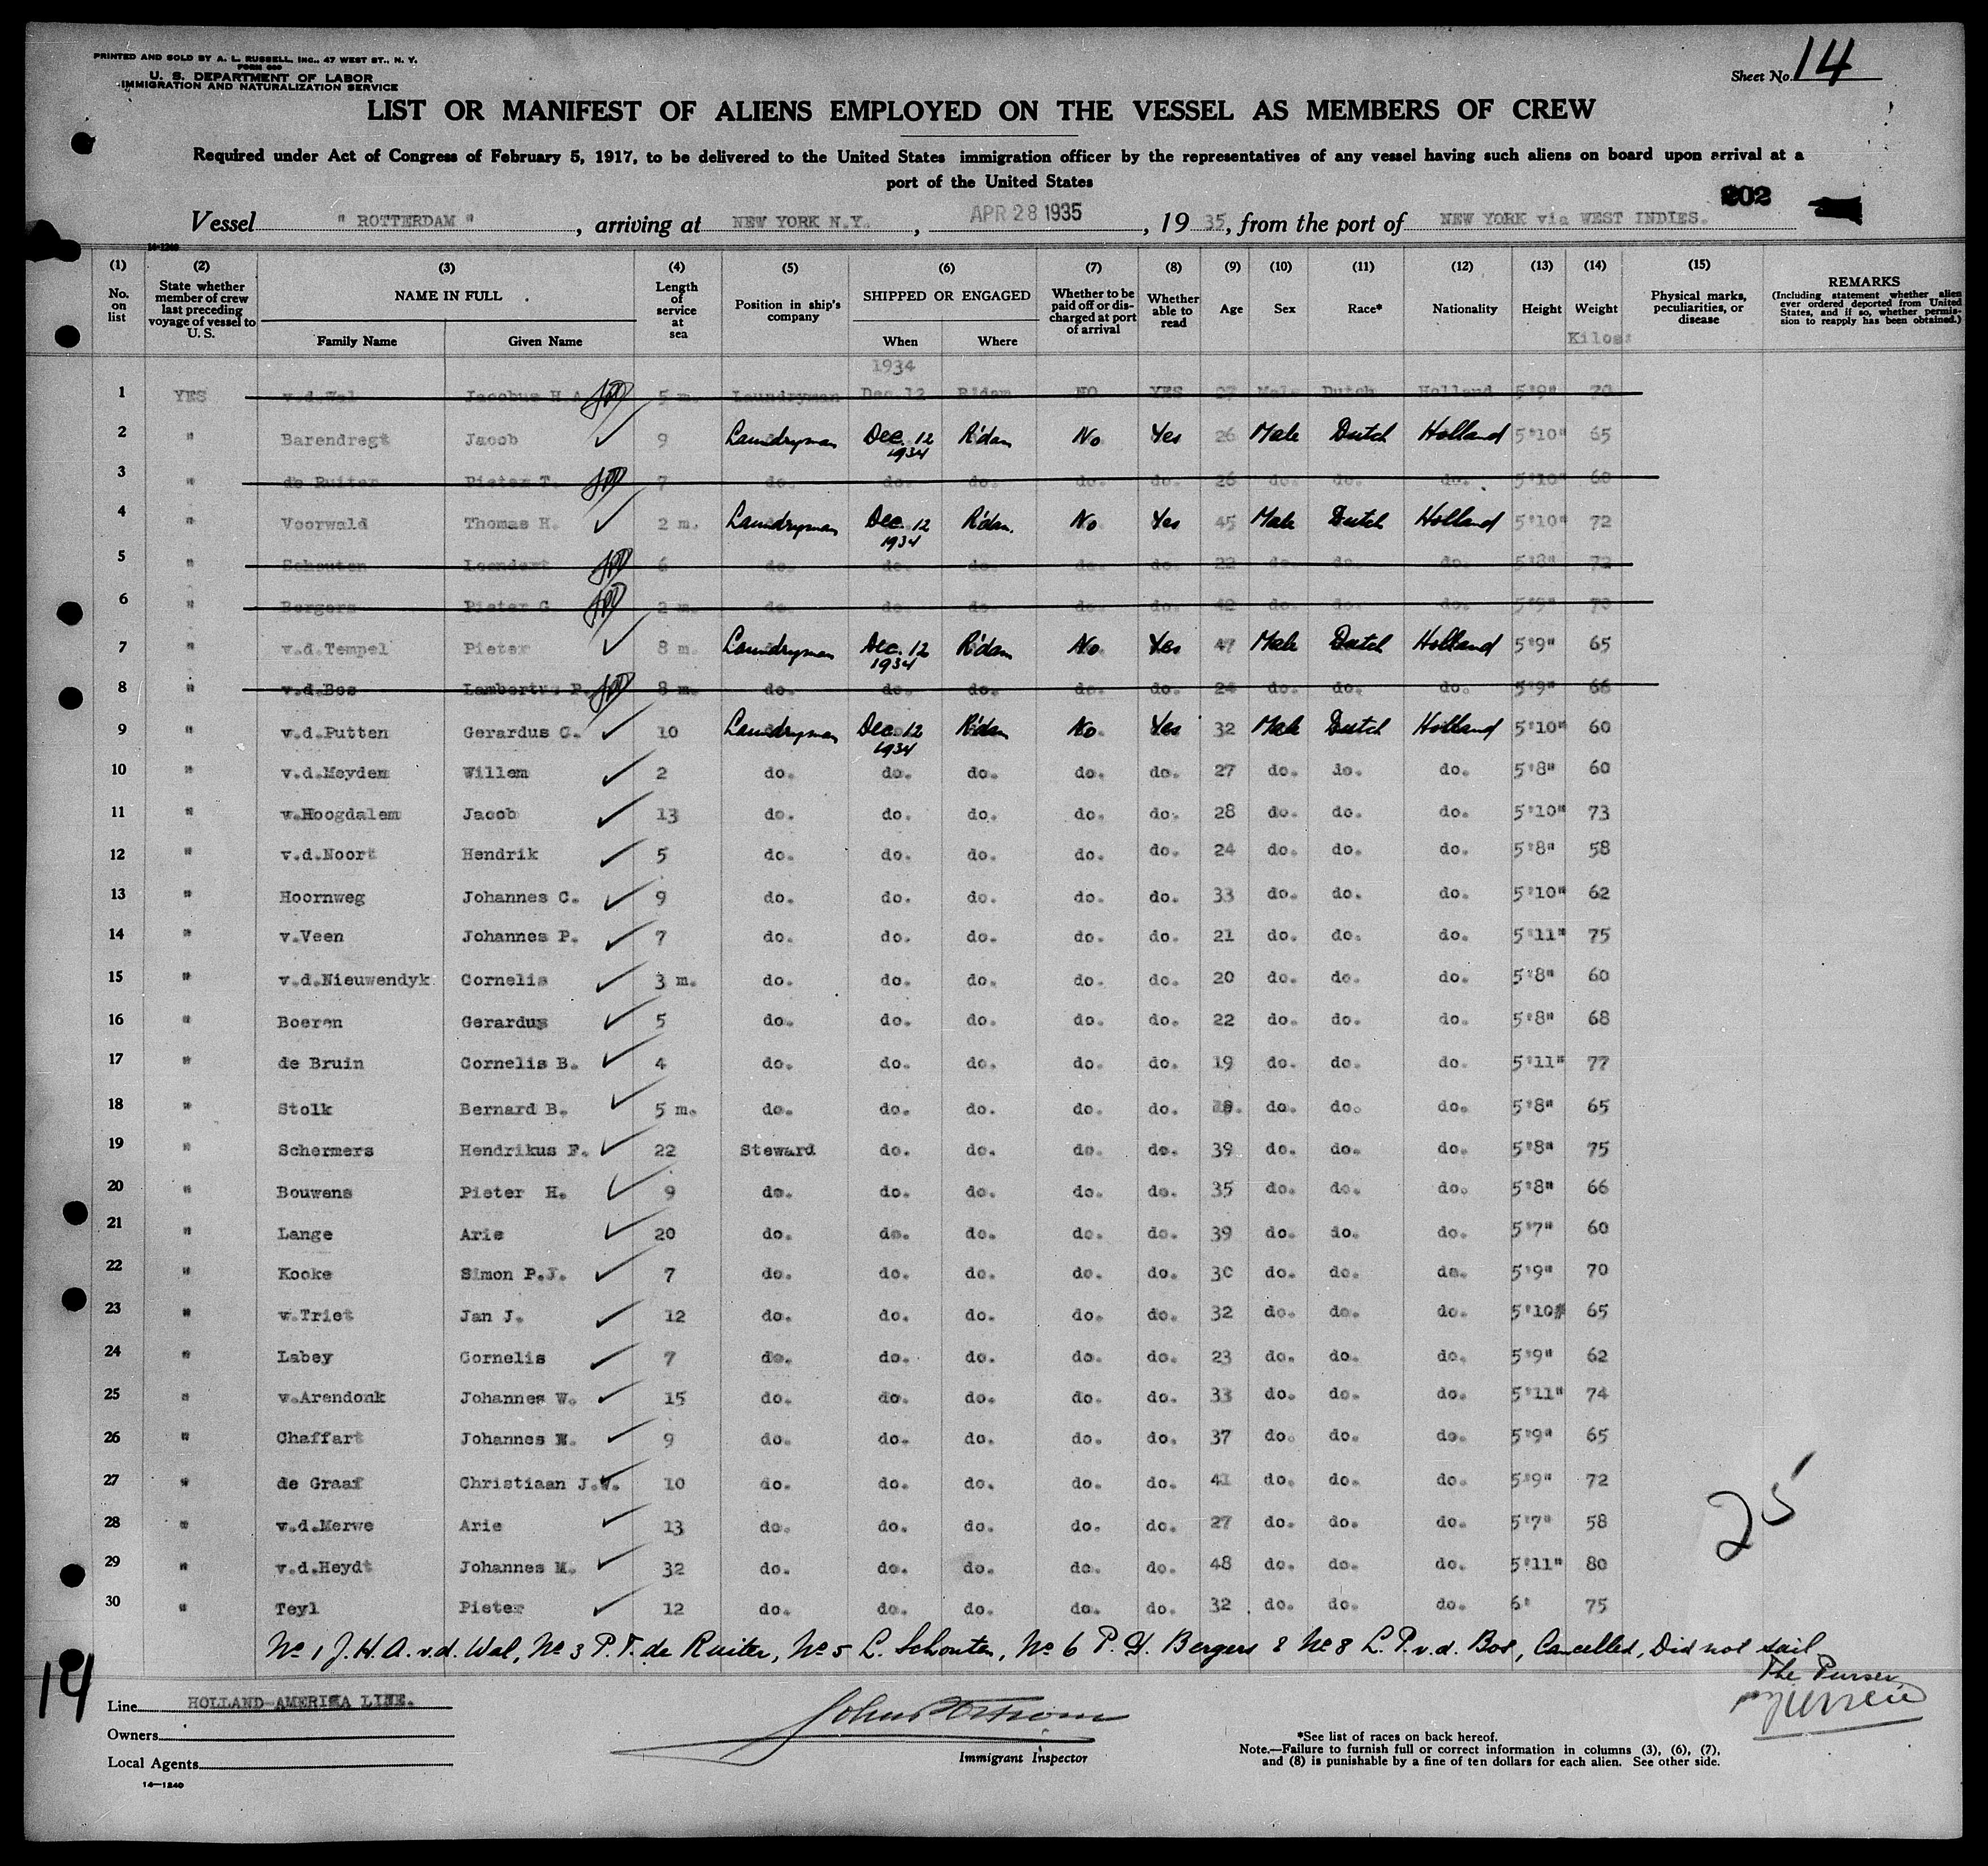 PRINTED AND SOLD BY A. L. RUSSELL, INC., 47 WEST ST., N. Y.
FORM 680
U. S. DEPARTMENT OF LABOR
IMMIGRATION AND NATURALIZATION SERVICE
Sheet No. 14
LIST OR MANIFEST OF ALIENS EMPLOYED ON THE VESSEL AS MEMBERS OF CREW
Required under Act of Congress of February 5, 1917, to be delivered to the United States immigration officer by the representatives of any vessel having such aliens on board upon arrival at a
port of the United States
202
Vessel " ROTTERDAM ", arriving at NEW YORK N.Y., APR 28 1935, 19 35, from the port of NEW YORK via WEST INDIES.
14-1240
(1) (2) (3) (4) (5) (6) (7) (8) (9) (10) (11) (12) (13) (14) (15)
No. on list
State whether member of crew last preceding voyage of vessel to U. S.
NAME IN FULL
Family Name Given Name
Length of service at sea
Position in ship's company
SHIPPED OR ENGAGED
When Where
Whether to be paid off or discharged at port of arrival
Whether able to read
Age Sex Race* Nationality Height Weight
Kilos:
Physical marks, peculiarities, or disease
REMARKS
(Including statement whether alien ever ordered deported from United States, and if so, whether permission to reapply has been obtained.)
1934
1 YES v.d.Wal Jacobus H A 5 m. Laundryman Dec 12 R'dam NO YES 27 Male Dutch Holland 5'9" 70
2 " Barendregt Jacob 9 Laundryman Dec. 12 1934 R'dam No Yes 26 Male Dutch Holland 5'10" 65
3 " de Ruiter Pieter T. 7 do. do. do. do. do. 26 do. do. do. 5'10" 60
4 " Voorwald Thomas H. 2 m. Laundryman Dec. 12 1934 R'dam. No Yes 45 Male Dutch Holland 5'10" 72
5 " Schouten Leendert 6 do. do. do. do. do. 22 do. do. do. 5'8" 72
6 " Bergers Pieter G 2 m. do. do. do. do. do. 42 do. do. do. 5'9" 73
7 " v.d.Tempel Pieter 8 m. Laundryman Dec. 12 1934 R'dam No Yes 47 Male Dutch Holland 5'9" 65
8 " v.d.Bos Lambertus P. 8 m. do. do. do. do. do. 24 do. do. do. 5'9" 66
9 " v.d.Putten Gerardus C. 10 Laundryman Dec. 12 1934 R'dam No Yes 32 Male Dutch Holland 5'10" 60
10 " v.d.Meyden Willem 2 do. do. do. do. do. 27 do. do. do. 5'8" 60
11 " v.Hoogdalem Jacob 13 do. do. do. do. do. 28 do. do. do. 5'10" 73
12 " v.d.Noort Hendrik 5 do. do. do. do. do. 24 do. do. do. 5'8" 58
13 " Hoornweg Johannes C. 9 do. do. do. do. do. 33 do. do. do. 5'10" 62
14 " v.Veen Johannes P. 7 do. do. do. do. do. 21 do. do. do. 5'11" 75
15 " v.d.Nieuwendyk Cornelis 3 m. do. do. do. do. do. 20 do. do. do. 5'8" 60
16 " Boeren Gerardus 5 do. do. do. do. do. 22 do. do. do. 5'8" 68
17 " de Bruin Cornelis B. 4 do. do. do. do. do. 19 do. do. do. 5'11" 77
18 " Stolk Bernard B. 5 m. do. do. do. do. do. do. do. do. 5'8" 65
19 " Schermers Hendrikus F. 22 Steward do. do. do. do. 39 do. do. do. 5'8" 75
20 " Bouwens Pieter H. 9 do. do. do. do. do. 35 do. do. do. 5'8" 66
21 " Lange Arie 20 do. do. do. do. do. 39 do. do. do. 5'7" 60
22 " Kooke Simon P.J. 7 do. do. do. do. do. 30 do. do. do. 5'9" 70
23 " v.Triet Jan J. 12 do. do. do. do. do. 32 do. do. do. 5'10" 65
24 " Labey Cornelis 7 do. do. do. do. do. 23 do. do. do. 5'9" 62
25 " v.Arendonk Johannes W. 15 do. do. do. do. do. 33 do. do. do. 5'11" 74
26 " Chaffart Johannes W. 9 do. do. do. do. do. 37 do. do. do. 5'9" 65
27 " de Graaf Christiaan J.W. 10 do. do. do. do. do. 41 do. do. do. 5'9" 72
28 " v.d.Merwe Arie 13 do. do. do. do. do. 27 do. do. do. 5'7" 58
29 " v.d.Heydt Johannes M. 32 do. do. do. do. do. 48 do. do. do. 5'11" 80
30 " Teyl Pieter 12 do. do. do. do. do. 32 do. do. do. 6' 75
25
No 1 J.H.A. v.d. Wal, No 3 P.T. de Ruiter, No 5 L. Schouten, No 6 P. G. Bergers & No 8 L.P. v.d. Bos, Cancelled, Did not sail
The Purser
14
Line HOLLAND-AMERIKA LINE.
Owners
Local Agents
14-1240
Immigrant Inspector
*See list of races on back hereof.
Note.—Failure to furnish full or correct information in columns (3), (6), (7),
and (8) is punishable by a fine of ten dollars for each alien. See other side.